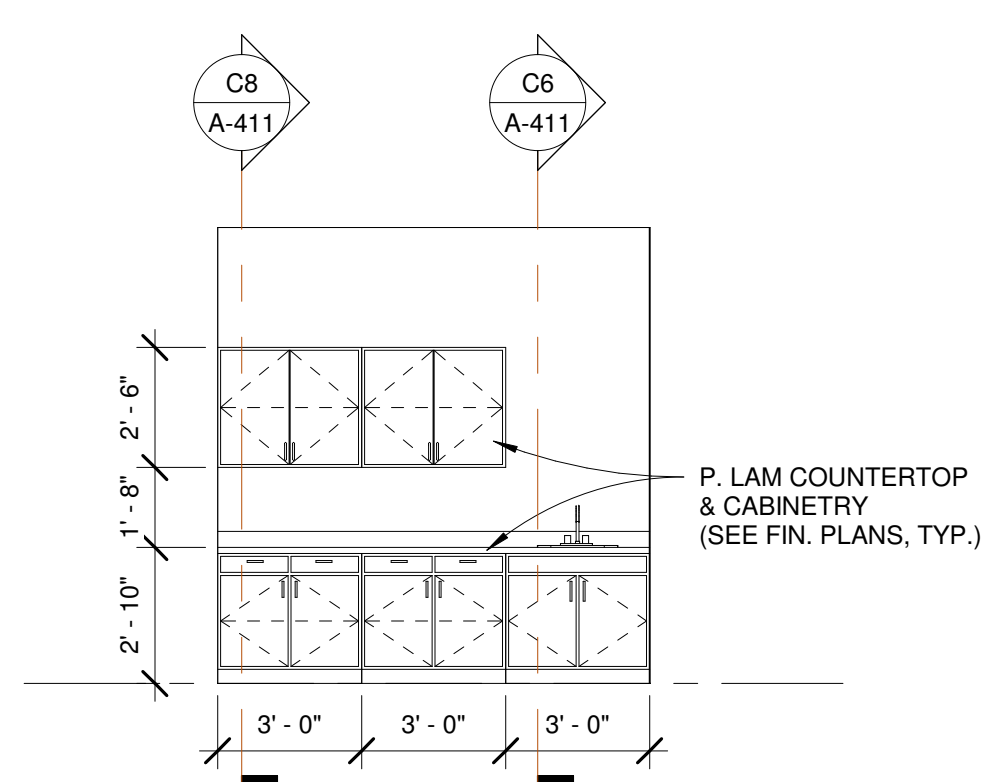 C8
A-411
C6
A-411
2' - 6"
1' - 8"
2' - 10"
P. LAM COUNTERTOP
& CABINETRY
(SEE FIN. PLANS, TYP.)
3' - 0"
3' - 0"
3' - 0"